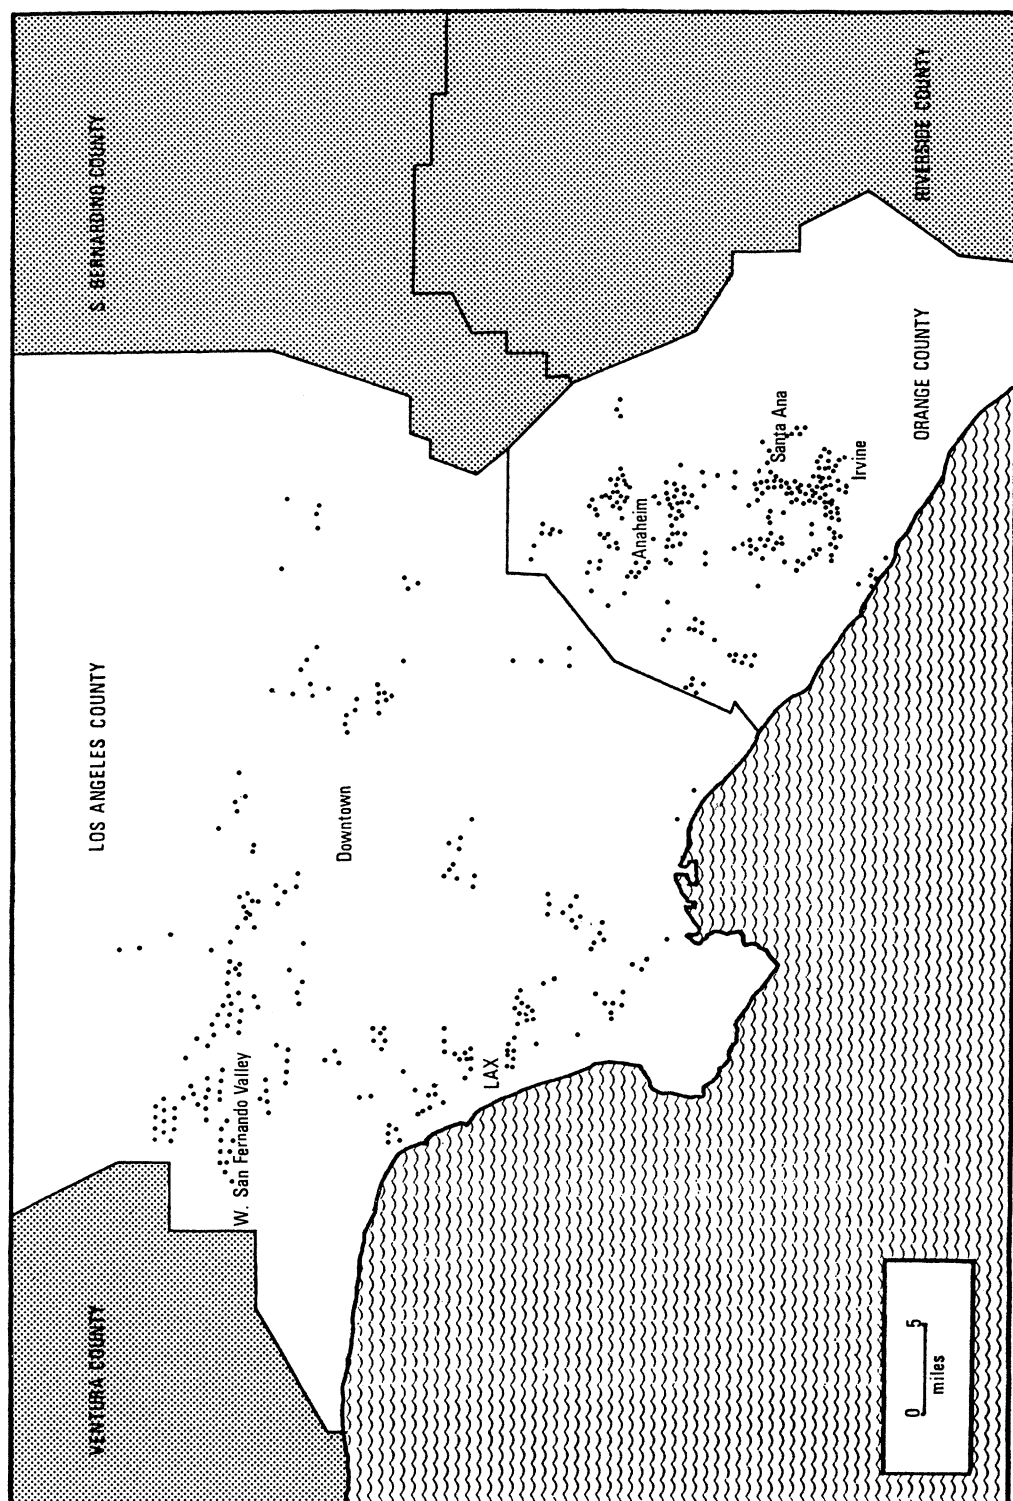 VENTURA COUNTY
LOS ANGELES COUNTY
S. BERNARDINO COUNTY
W. San Fernando Valley
Downtown
LAX
Anaheim
Santa Ana
Irvine
ORANGE COUNTY
RIVERSIDE COUNTY
0 5
miles